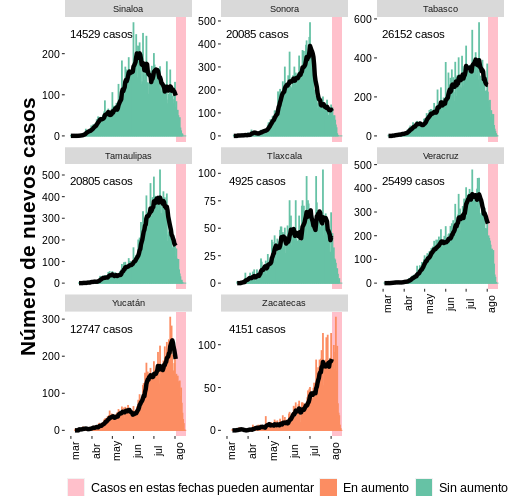 Número de nuevos casos
Sinaloa
14529 casos
200
100
0
Sonora
20085 casos
500
400
300
200
100
0
Tabasco
26152 casos
600
400
200
0
Tamaulipas
20805 casos
500
400
300
200
100
0
Tlaxcala
4925 casos
100
75
50
25
0
Veracruz
25499 casos
500
400
300
200
100
0
mar abr may jun jul ago
Yucatán
12747 casos
300
200
100
0
mar abr may jun jul ago
Zacatecas
4151 casos
100
50
0
mar abr may jun jul ago
Casos en estas fechas pueden aumentar En aumento Sin aumento